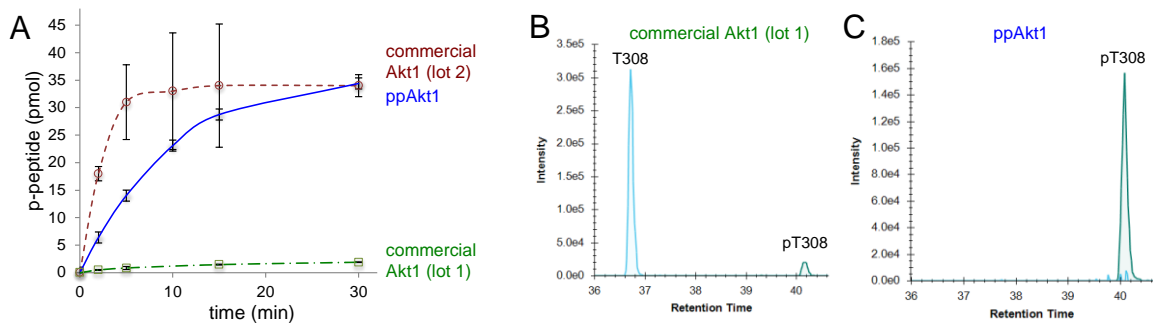 A
p-peptide (pmol)
45
40
35
30
25
20
15
10
5
0
0
10
20
30
time (min)
commercial
Akt1 (lot 2)
ppAkt1
commercial
Akt1 (lot 1)
B
commercial Akt1 (lot 1)
Intensity
3.5e5
3.0e5
2.5e5
2.0e5
1.5e5
1.0e5
5.0e4
0.0e0
T308
pT308
36
37
38
39
40
Retention Time
C
ppAkt1
Intensity
1.8e5
1.6e5
1.4e5
1.2e5
1.0e5
8.0e4
6.0e4
4.0e4
2.0e4
0.0e0
pT308
36
37
38
39
40
Retention Time